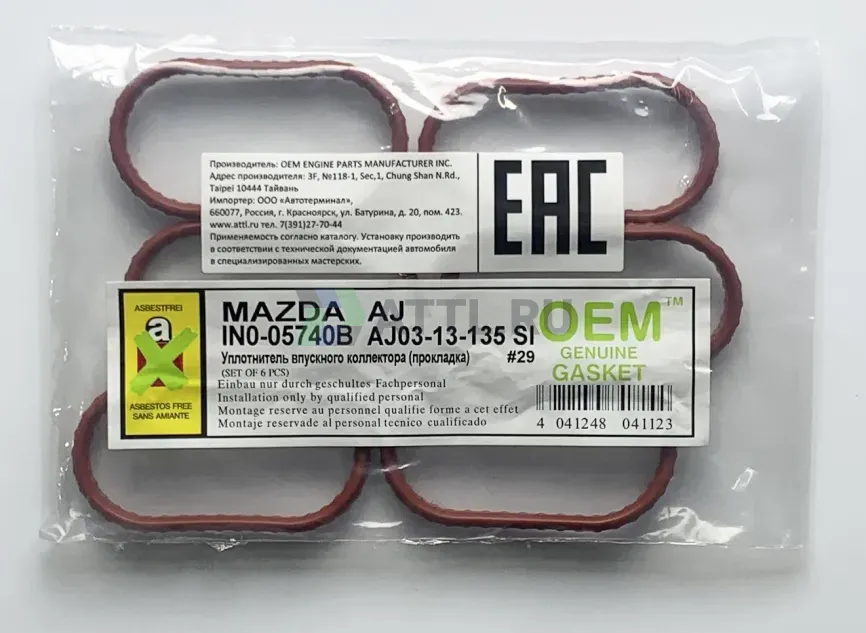 Производитель: OEM ENGINE PARTS MANUFACTURER INC.
Адрес производителя: 3F, №118-1, Sec,1, Chung Shan N.Rd.,
Taipei 10444 Тайвань
Импортер: ООО «Автотерминал»,
660077, Россия, г. Красноярск, ул. Батурина, д. 20, пом. 423.
www.attl.ru тел. 7(391)27-70-44
Применяемость согласно каталогу. Установку производить
в соответствии с технической документацией автомобиля
в специализированных мастерских.
EAC
ATTL.RU
ASBESTFREI
a
ASBESTOS FREE
SANS AMIANTE
MAZDA AJ
IN0-05740B AJ03-13-135 SI
Уплотнитель впускного коллектора (прокладка) #29
(SET OF 6 PCS)
Einbau nur durch geschultes Fachpersonal
Installation only by qualified personal
Montage reserve au personnel qualifie forme a cet effet
Montaje reservade al personal tecnico cualificado
OEM™
GENUINE
GASKET
4 041248 041123